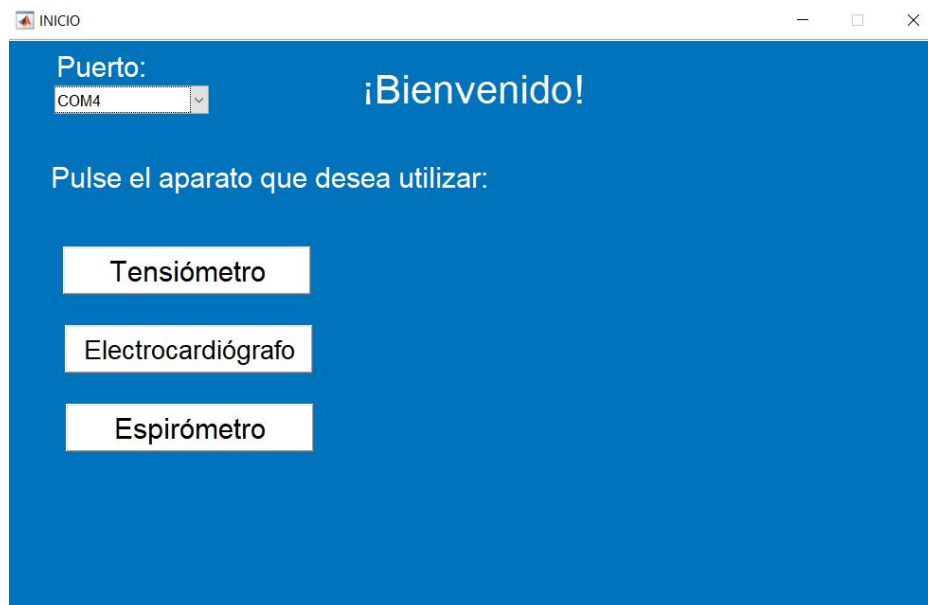 INICIO
Puerto:
COM4
¡Bienvenido!
Pulse el aparato que desea utilizar:
Tensiómetro
Electrocardiógrafo
Espirómetro